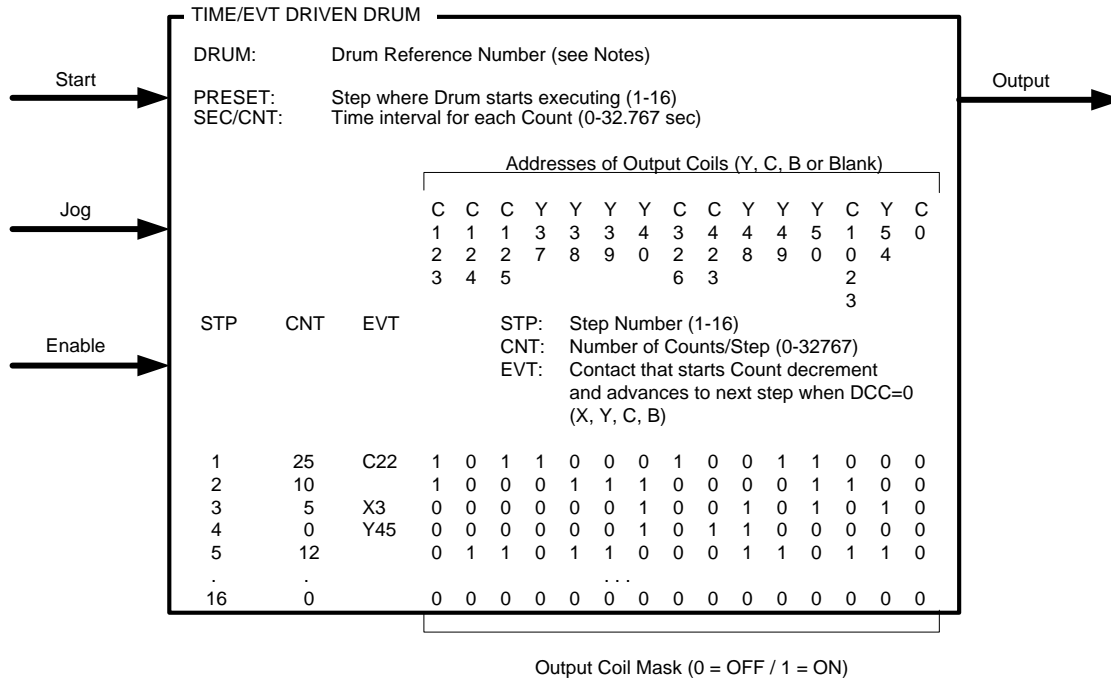 TIME/EVT DRIVEN DRUM
DRUM: Drum Reference Number (see Notes)
Start
Output
PRESET: Step where Drum starts executing (1-16)
SEC/CNT: Time interval for each Count (0-32.767 sec)
Addresses of Output Coils (Y, C, B or Blank)
Jog
C C C Y Y Y Y C C Y Y Y C Y C
1 1 1 3 3 3 4 3 4 4 4 5 1 5 0
2 2 2 7 8 9 0 2 2 8 9 0 0 4
3 4 5 6 3 2
3
STP CNT EVT STP: Step Number (1-16)
Enable
CNT: Number of Counts/Step (0-32767)
EVT: Contact that starts Count decrement
and advances to next step when DCC=0
(X, Y, C, B)
1 25 C22 1 0 1 1 0 0 0 1 0 0 1 1 0 0 0
2 10 1 0 0 0 1 1 1 0 0 0 0 1 1 0 0
3 5 X3 0 0 0 0 0 0 1 0 0 1 0 1 0 1 0
4 0 Y45 0 0 0 0 0 0 1 0 1 1 0 0 0 0 0
5 12 0 1 1 0 1 1 0 0 0 1 1 0 1 1 0
. . . . .
16 0 0 0 0 0 0 0 0 0 0 0 0 0 0 0 0
Output Coil Mask (0 = OFF / 1 = ON)